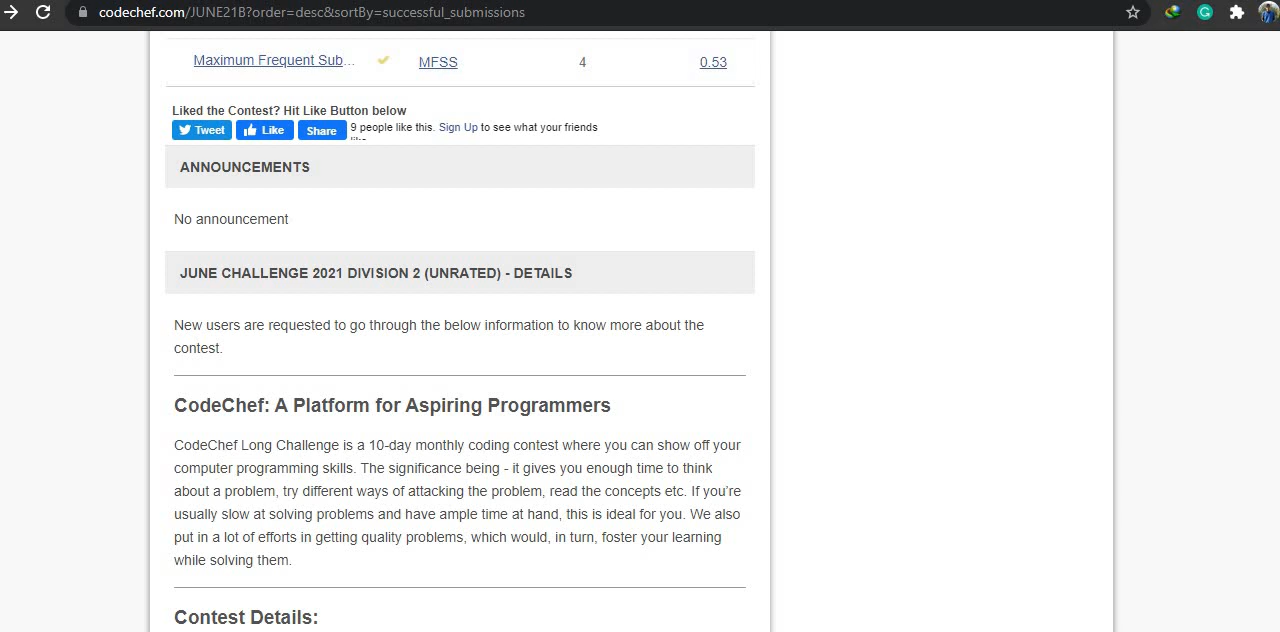 codechef.com/JUNE21B?order=desc&sortBy=successful_submissions
Maximum Frequent Sub... MFSS 4 0.53
Liked the Contest? Hit Like Button below
Tweet Like Share 9 people like this. Sign Up to see what your friends
ANNOUNCEMENTS
No announcement
JUNE CHALLENGE 2021 DIVISION 2 (UNRATED) - DETAILS
New users are requested to go through the below information to know more about the
contest.
CodeChef: A Platform for Aspiring Programmers
CodeChef Long Challenge is a 10-day monthly coding contest where you can show off your
computer programming skills. The significance being - it gives you enough time to think
about a problem, try different ways of attacking the problem, read the concepts etc. If you’re
usually slow at solving problems and have ample time at hand, this is ideal for you. We also
put in a lot of efforts in getting quality problems, which would, in turn, foster your learning
while solving them.
Contest Details: